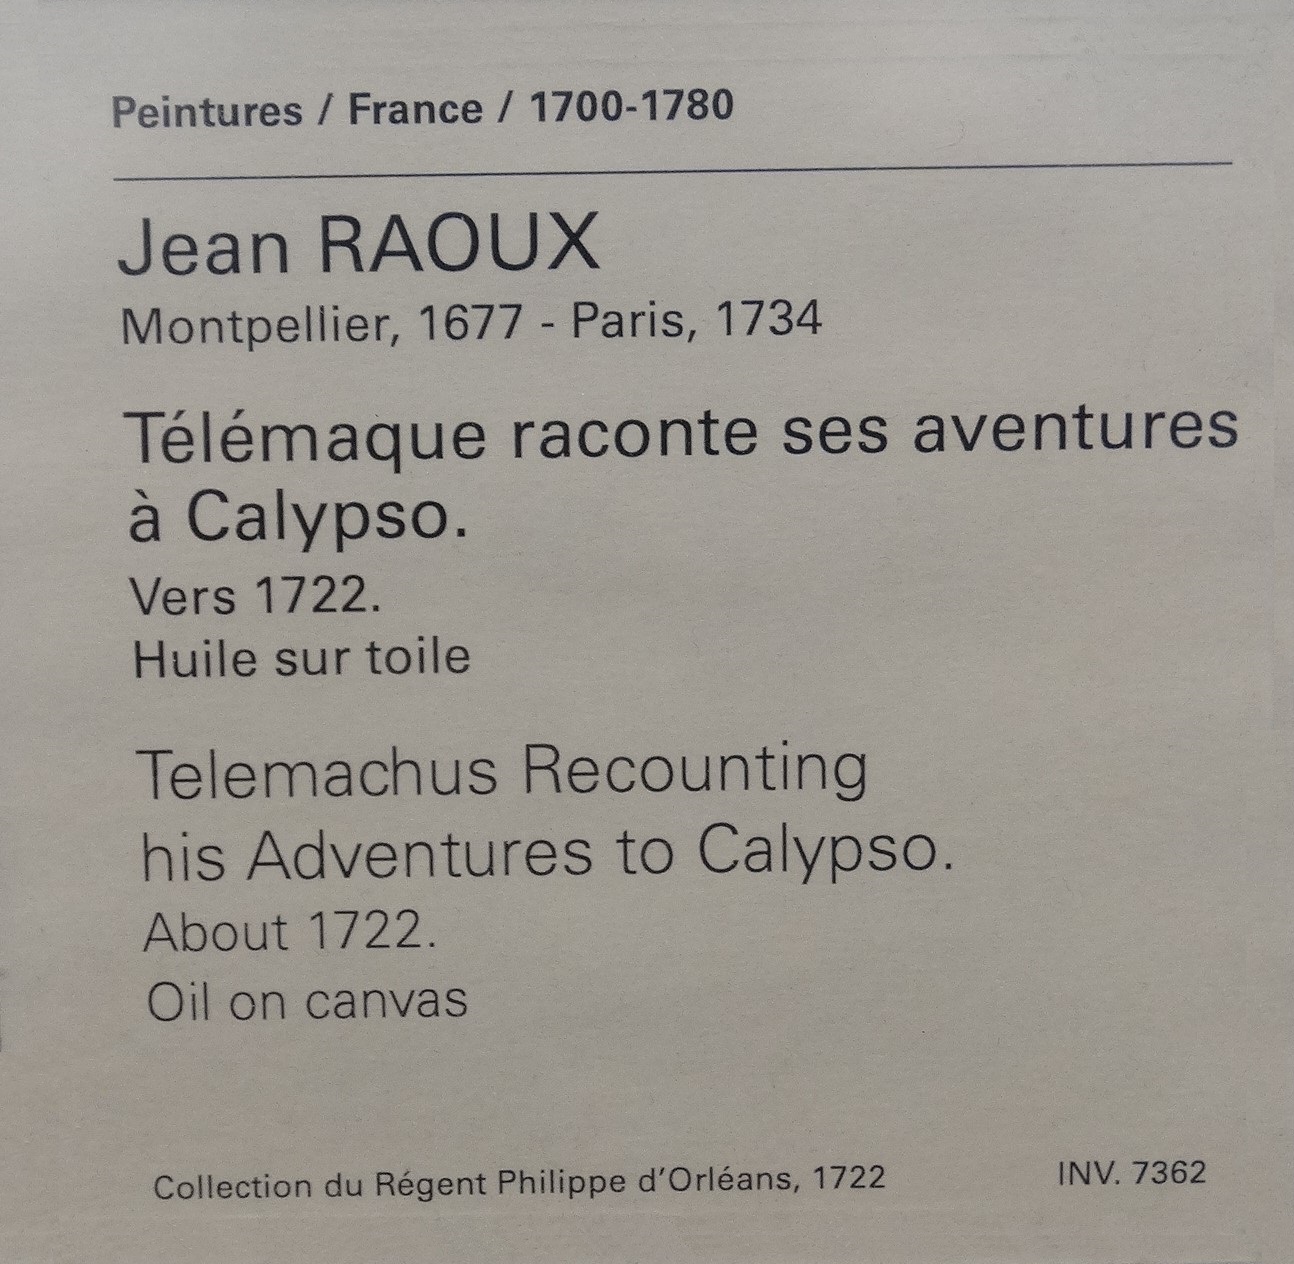 Peintures / France / 1700-1780
Jean RAOUX
Montpellier, 1677 - Paris, 1734
Télémaque raconte ses aventures
à Calypso.
Vers 1722.
Huile sur toile
Telemachus Recounting
his Adventures to Calypso.
About 1722.
Oil on canvas
Collection du Régent Philippe d'Orléans, 1722 INV. 7362